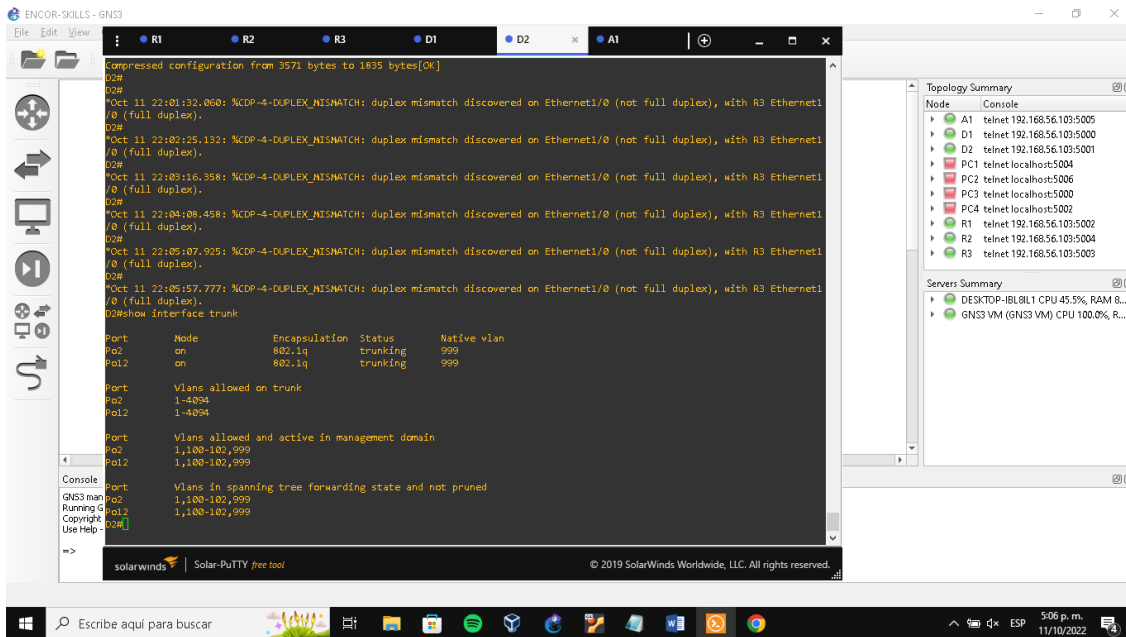 ENCOR-SKILLS - GNS3
File Edit View
R1 R2 R3 D1 D2 × A1
Compressed configuration from 3571 bytes to 1835 bytes[OK]
D2#
D2#
*Oct 11 22:01:32.060: %CDP-4-DUPLEX_MISMATCH: duplex mismatch discovered on Ethernet1/0 (not full duplex), with R3 Ethernet1
/0 (full duplex).
D2#
*Oct 11 22:02:25.132: %CDP-4-DUPLEX_MISMATCH: duplex mismatch discovered on Ethernet1/0 (not full duplex), with R3 Ethernet1
/0 (full duplex).
D2#
*Oct 11 22:03:16.358: %CDP-4-DUPLEX_MISMATCH: duplex mismatch discovered on Ethernet1/0 (not full duplex), with R3 Ethernet1
/0 (full duplex).
D2#
*Oct 11 22:04:08.458: %CDP-4-DUPLEX_MISMATCH: duplex mismatch discovered on Ethernet1/0 (not full duplex), with R3 Ethernet1
/0 (full duplex).
D2#
*Oct 11 22:05:07.925: %CDP-4-DUPLEX_MISMATCH: duplex mismatch discovered on Ethernet1/0 (not full duplex), with R3 Ethernet1
/0 (full duplex).
D2#
*Oct 11 22:05:57.777: %CDP-4-DUPLEX_MISMATCH: duplex mismatch discovered on Ethernet1/0 (not full duplex), with R3 Ethernet1
/0 (full duplex).
D2#show interface trunk
Port Mode Encapsulation Status Native vlan
Po2 on 802.1q trunking 999
Po12 on 802.1q trunking 999
Port Vlans allowed on trunk
Po2 1-4094
Po12 1-4094
Port Vlans allowed and active in management domain
Po2 1,100-102,999
Po12 1,100-102,999
Port Vlans in spanning tree forwarding state and not pruned
Po2 1,100-102,999
Po12 1,100-102,999
D2#
solarwinds Solar-PuTTY free tool © 2019 SolarWinds Worldwide, LLC. All rights reserved.
Topology Summary
Node Console
A1 telnet 192.168.56.103:5005
D1 telnet 192.168.56.103:5000
D2 telnet 192.168.56.103:5001
PC1 telnet localhost:5004
PC2 telnet localhost:5006
PC3 telnet localhost:5000
PC4 telnet localhost:5002
R1 telnet 192.168.56.103:5002
R2 telnet 192.168.56.103:5004
R3 telnet 192.168.56.103:5003
Servers Summary
DESKTOP-IBL8IL1 CPU 45.5%, RAM 8...
GNS3 VM (GNS3 VM) CPU 100.0%, R...
Console
GNS3 man
Running G
Copyright
Use Help -
=>
Escribe aquí para buscar
ESP
5:06 p. m.
11/10/2022
4